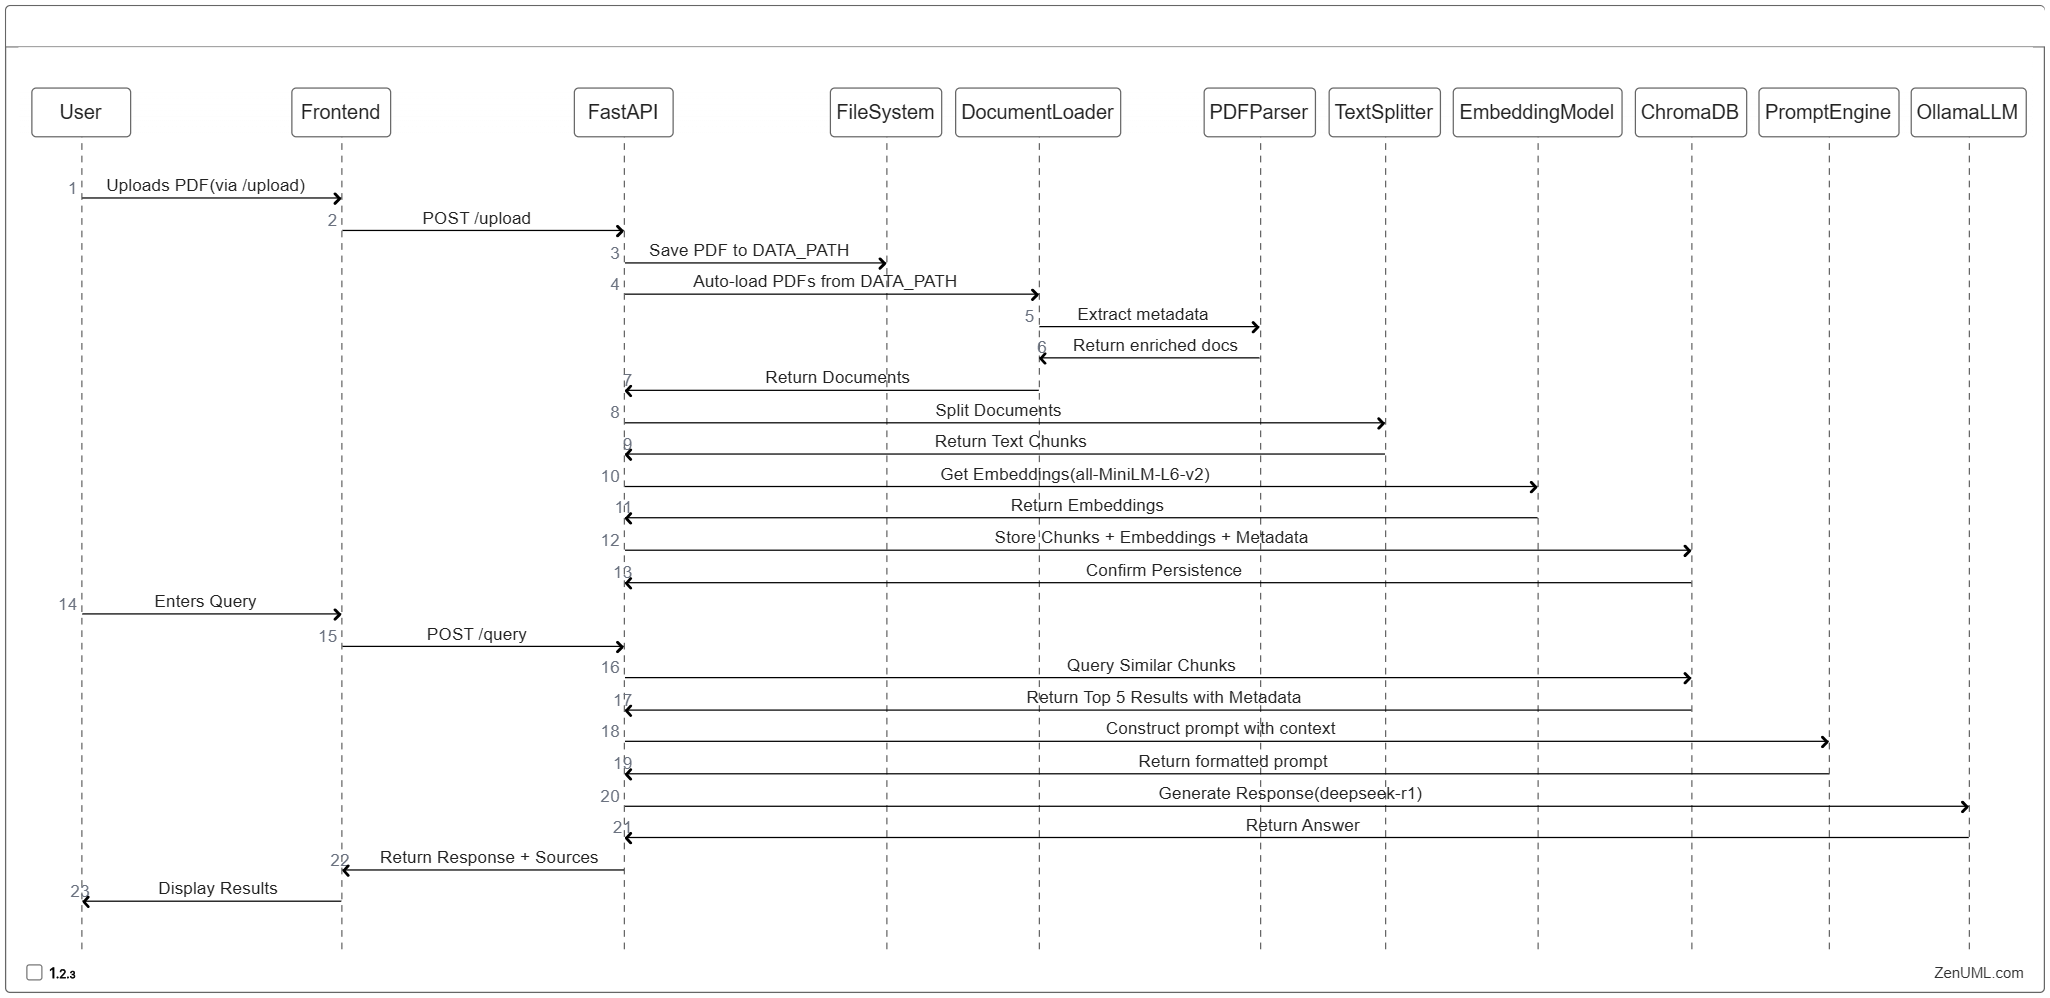 User
Frontend
FastAPI
FileSystem
DocumentLoader
PDFParser
TextSplitter
EmbeddingModel
ChromaDB
PromptEngine
OllamaLLM
1 Uploads PDF(via /upload)
2 POST /upload
3 Save PDF to DATA_PATH
4 Auto-load PDFs from DATA_PATH
5 Extract metadata
6 Return enriched docs
7 Return Documents
8 Split Documents
9 Return Text Chunks
10 Get Embeddings(all-MiniLM-L6-v2)
11 Return Embeddings
12 Store Chunks + Embeddings + Metadata
13 Confirm Persistence
14 Enters Query
15 POST /query
16 Query Similar Chunks
17 Return Top 5 Results with Metadata
18 Construct prompt with context
19 Return formatted prompt
20 Generate Response(deepseek-r1)
21 Return Answer
22 Return Response + Sources
23 Display Results
1.2.3
ZenUML.com